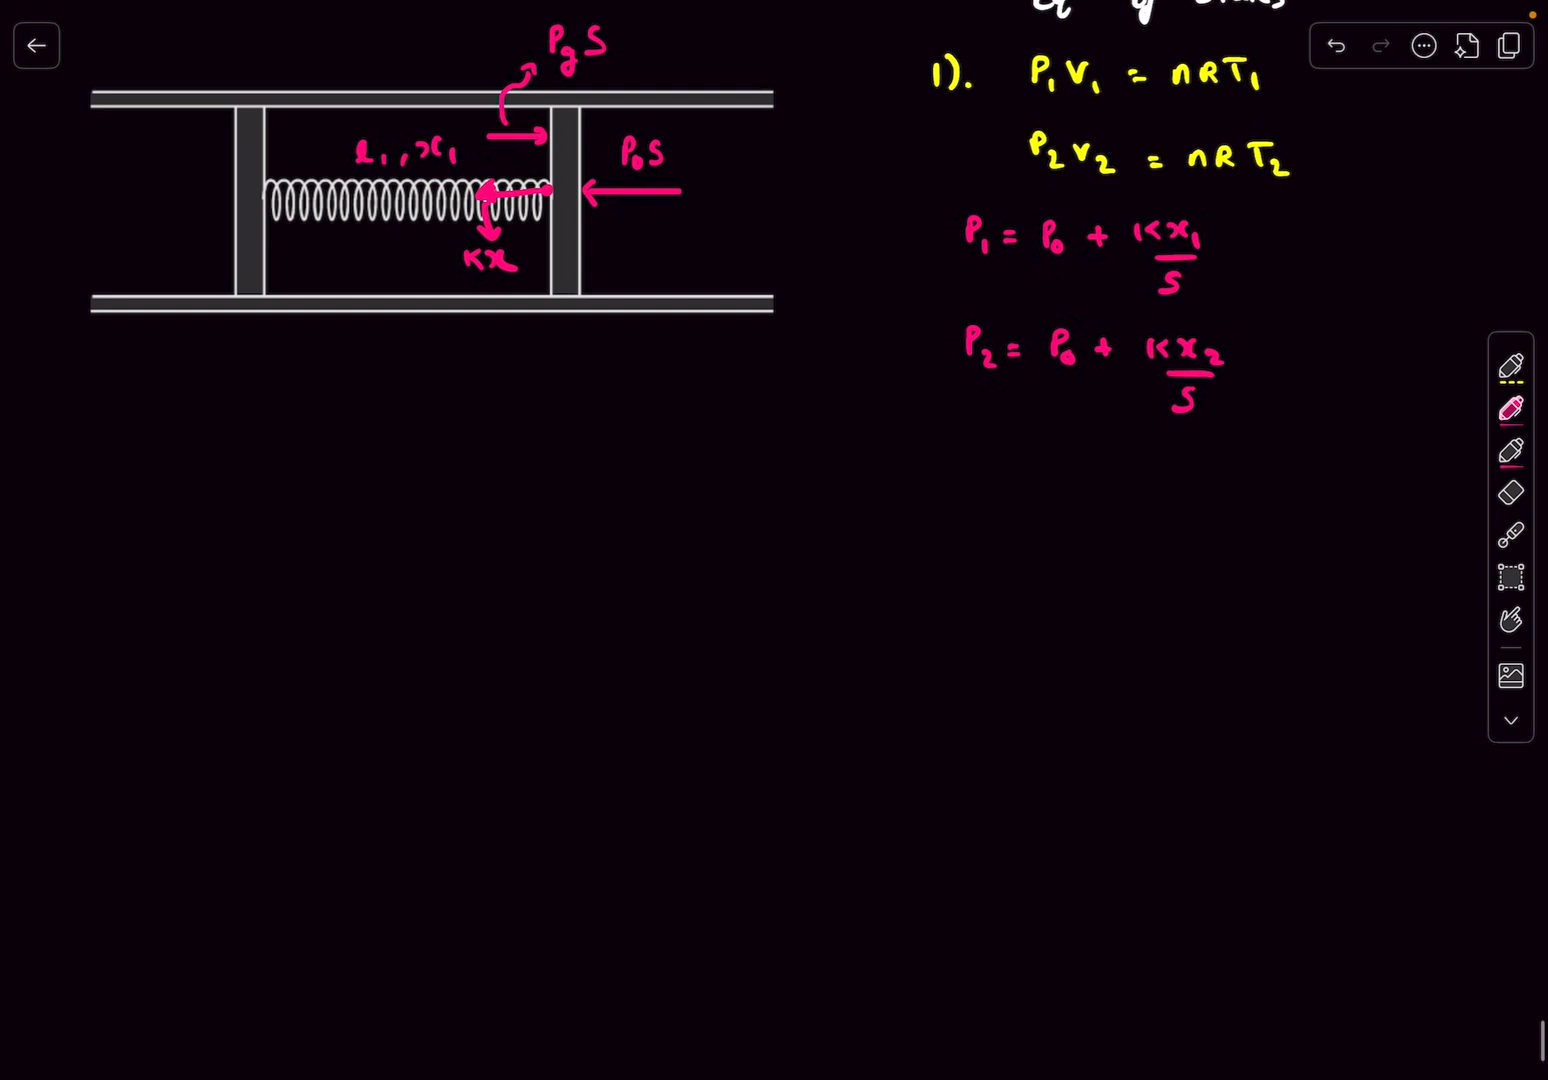 1). P₁V₁ = nRT₁
P₂V₂ = nRT₂
P₁ = P₀ + Kx₁/S
P₂ = P₀ + Kx₂/S
PgS
l₁, x₁
P₀S
Kx